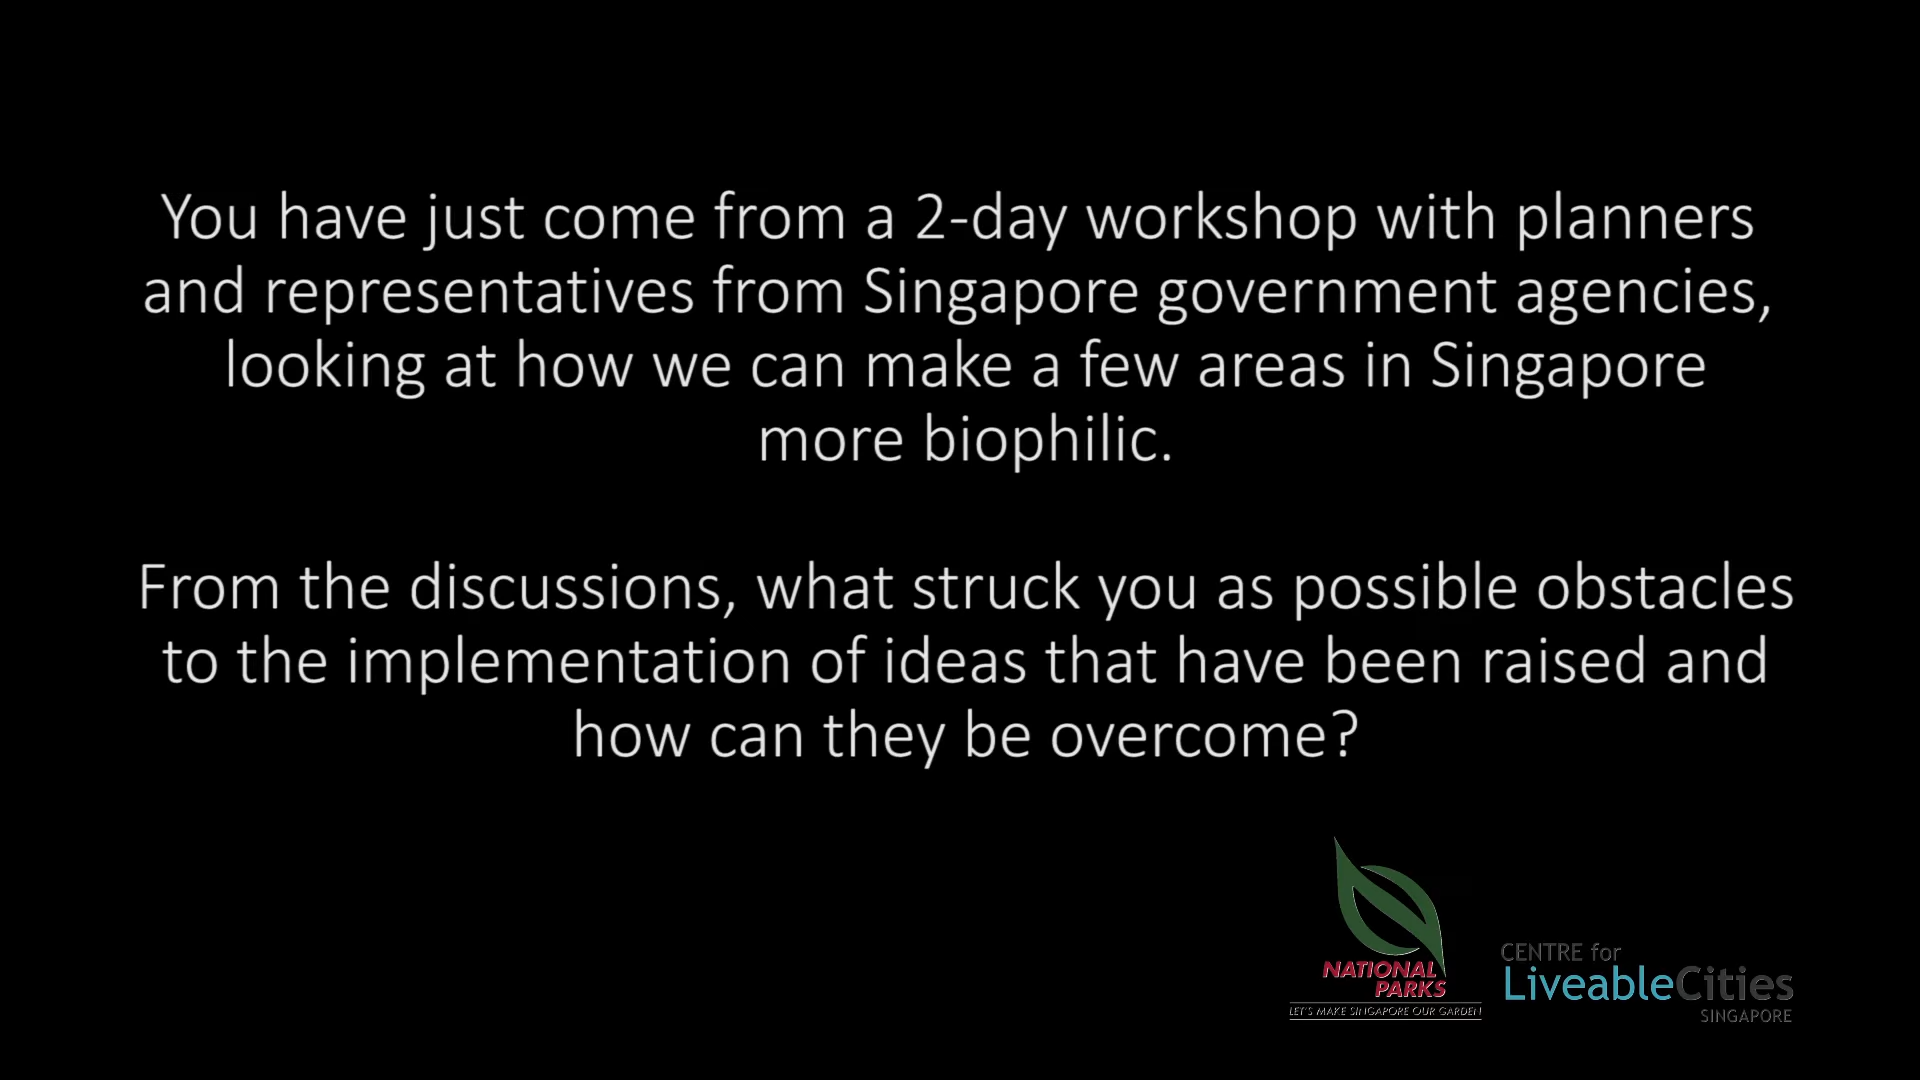 You have just come from a 2-day workshop with planners
and representatives from Singapore government agencies,
looking at how we can make a few areas in Singapore
more biophilic.
From the discussions, what struck you as possible obstacles
to the implementation of ideas that have been raised and
how can they be overcome?
NATIONAL
PARKS
LET'S MAKE SINGAPORE OUR GARDEN
CENTRE for
LiveableCities
SINGAPORE